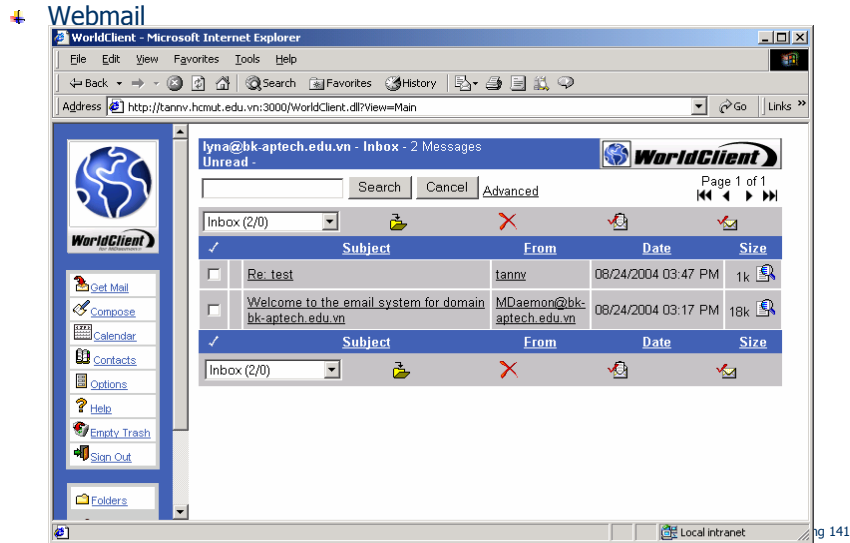 Webmail
WorldClient - Microsoft Internet Explorer
File Edit View Favorites Tools Help
Back Search Favorites History
Address http://tannv.hcmut.edu.vn:3000/WorldClient.dll?View=Main Go Links »
lyna@bk-aptech.edu.vn - Inbox - 2 Messages
Unread -
WorldClient
Search Cancel Advanced
Page 1 of 1
Inbox (2/0)
WorldClient
for MDaemon
Subject From Date Size
Re: test tannv 08/24/2004 03:47 PM 1k
Welcome to the email system for domain
bk-aptech.edu.vn
MDaemon@bk-
aptech.edu.vn
08/24/2004 03:17 PM 18k
Subject From Date Size
Inbox (2/0)
Get Mail
Compose
Calendar
Contacts
Options
Help
Empty Trash
Sign Out
Folders
Local intranet
ng 141